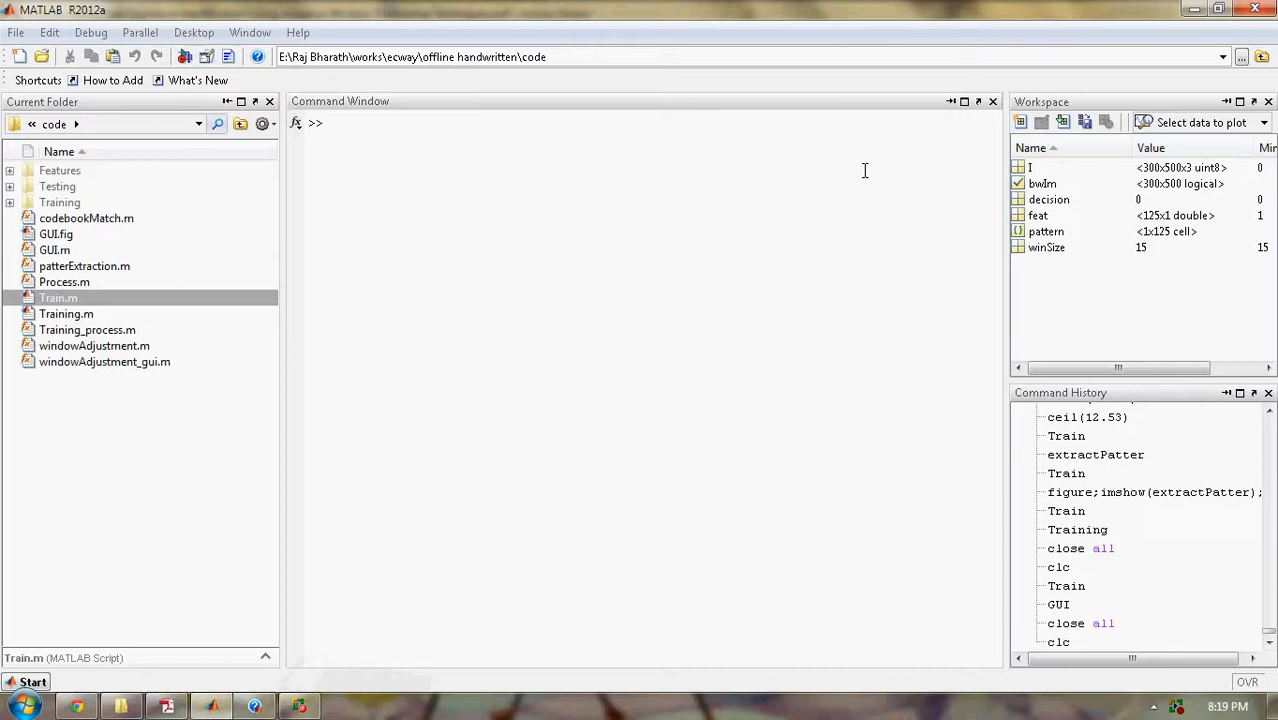 MATLAB R2012a
File Edit Debug Parallel Desktop Window Help
E:\Raj Bharath\works\ecway\offline handwritten\code
Shortcuts How to Add What's New
Current Folder
code
Name
Features
Testing
Training
codebookMatch.m
GUI.fig
GUI.m
patterExtraction.m
Process.m
Train.m
Training.m
Training_process.m
windowAdjustment.m
windowAdjustment_gui.m
Train.m (MATLAB Script)
Command Window
fx >>
Workspace
Select data to plot
Name Value Min
I <300x500x3 uint8> 0
bwIm <300x500 logical>
decision 0 0
feat <125x1 double> 1
pattern <1x125 cell>
winSize 15 15
Command History
ceil(12.53)
Train
extractPatter
Train
figure;imshow(extractPatter);
Train
Training
close all
clc
Train
GUI
close all
clc
Start
OVR
8:19 PM